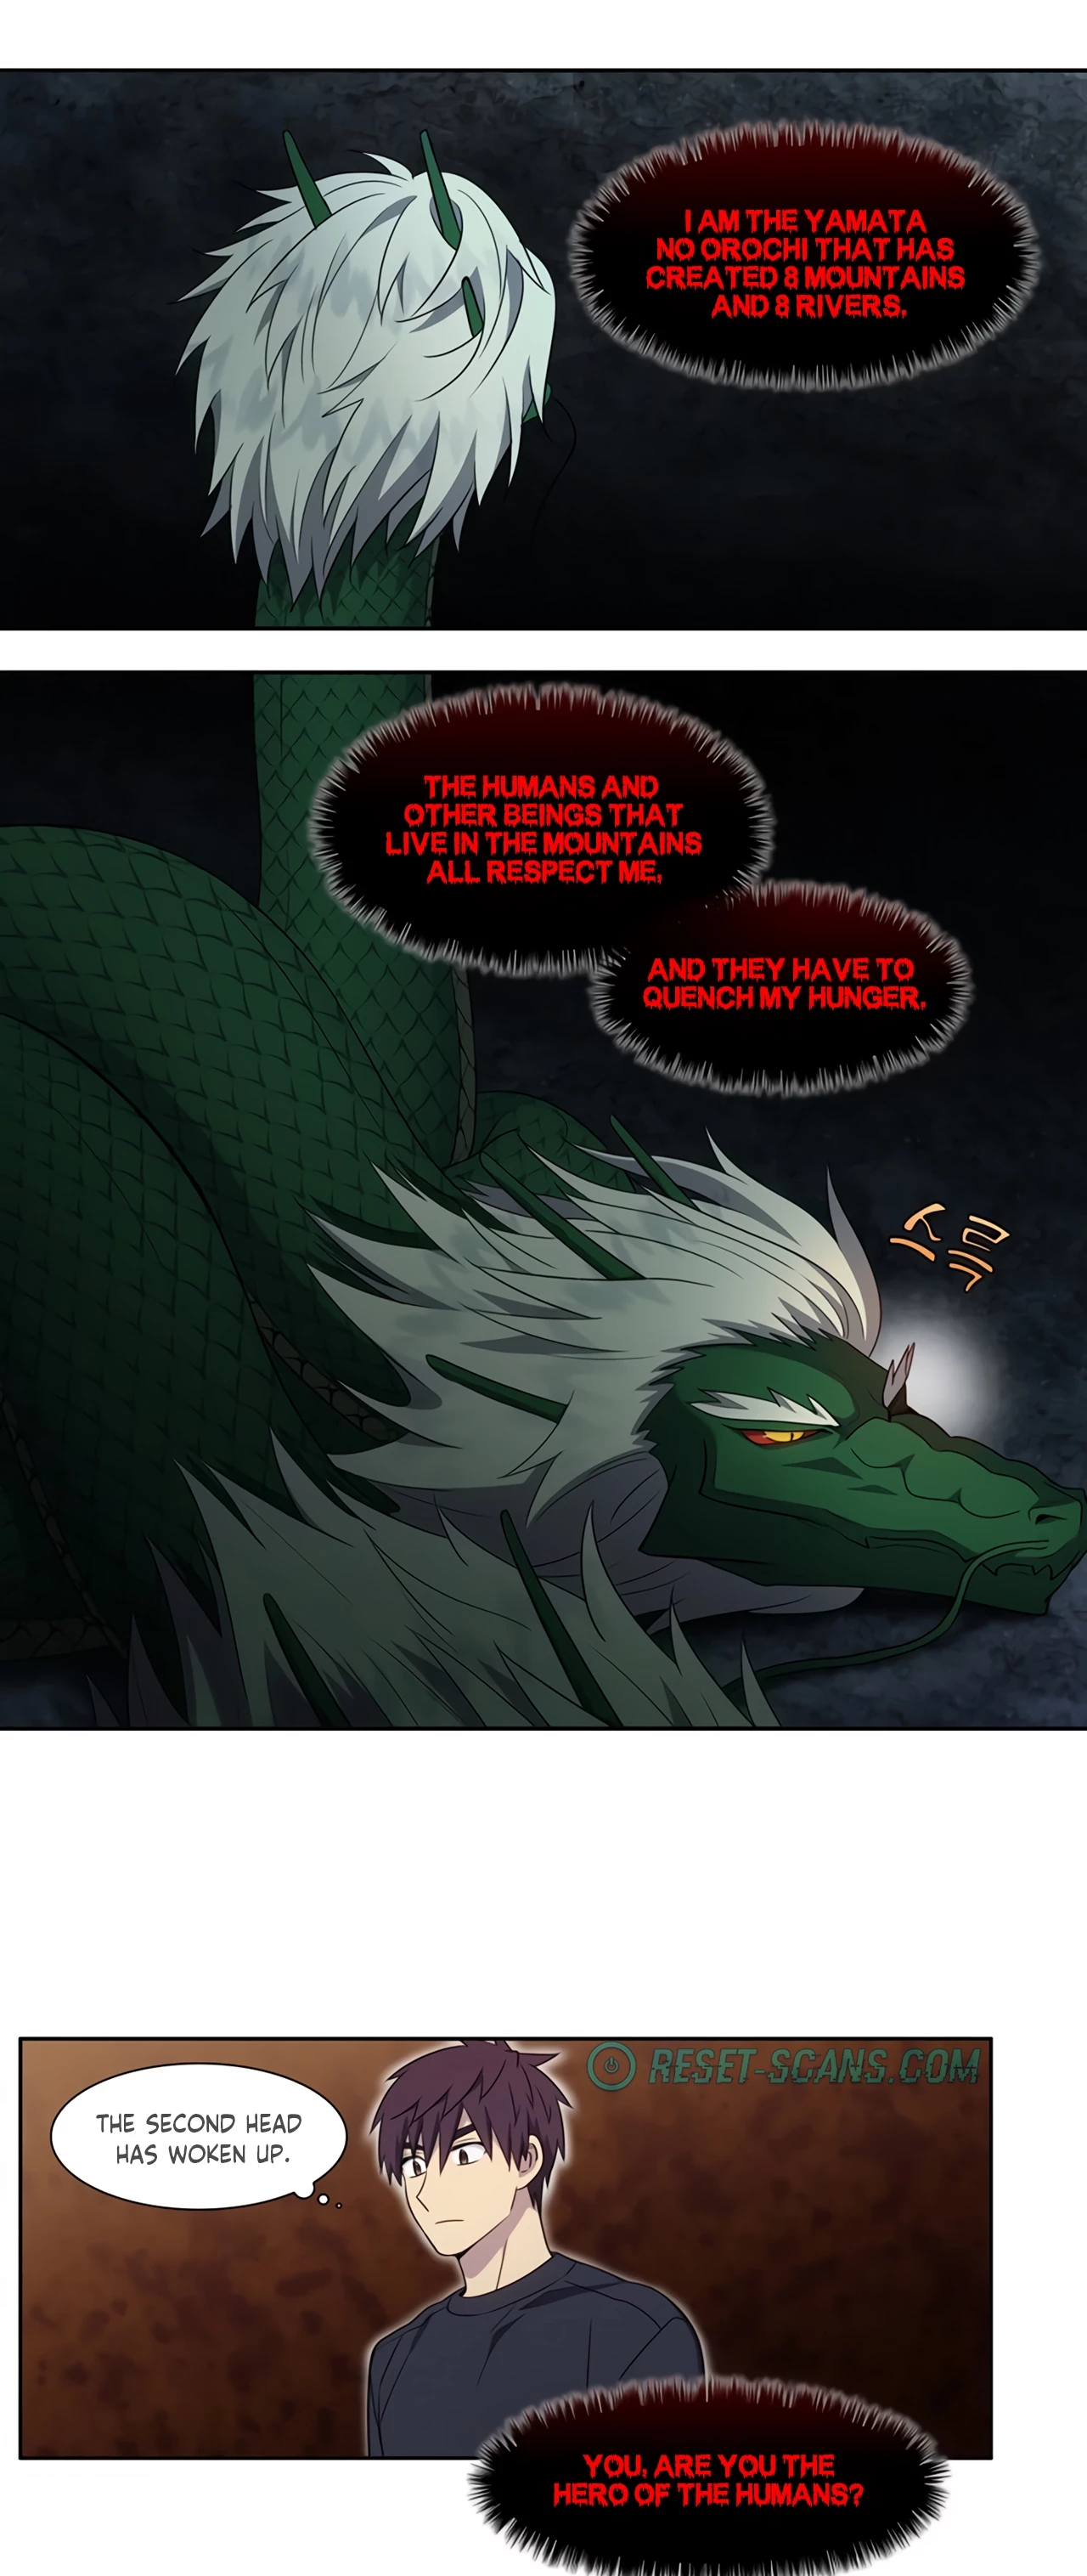 I AM THE YAMATA
NO OROCHI THAT HAS
CREATED 8 MOUNTAINS
AND 8 RIVERS.
THE HUMANS AND
OTHER BEINGS THAT
LIVE IN THE MOUNTAINS
ALL RESPECT ME,
AND THEY HAVE TO
QUENCH MY HUNGER.
스륵
RESET-SCANS.COM
THE SECOND HEAD
HAS WOKEN UP.
YOU, ARE YOU THE
HERO OF THE HUMANS?